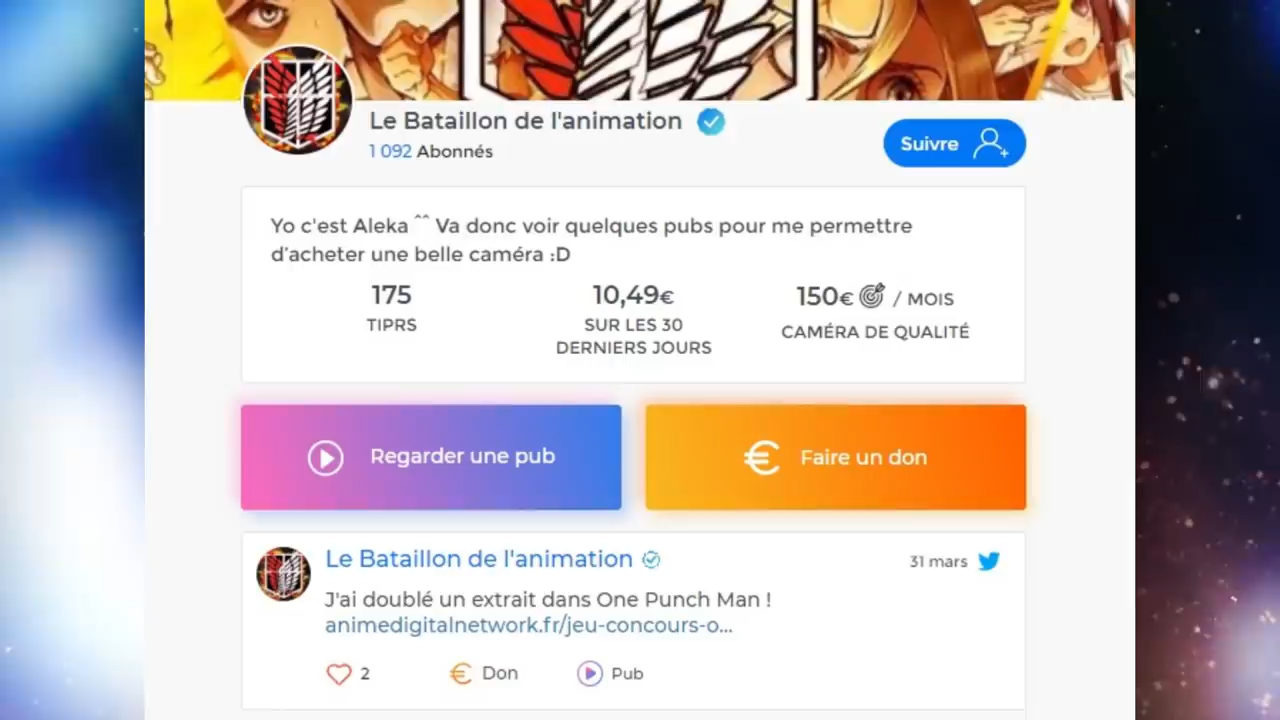 Le Bataillon de l'animation
1 092 Abonnés
Suivre
Yo c'est Aleka ^^ Va donc voir quelques pubs pour me permettre
d'acheter une belle caméra :D
175
TIPRS
10,49€
SUR LES 30
DERNIERS JOURS
150€ / MOIS
CAMÉRA DE QUALITÉ
Regarder une pub
€ Faire un don
Le Bataillon de l'animation
31 mars
J'ai doublé un extrait dans One Punch Man !
animedigitalnetwork.fr/jeu-concours-o...
2
€ Don
Pub